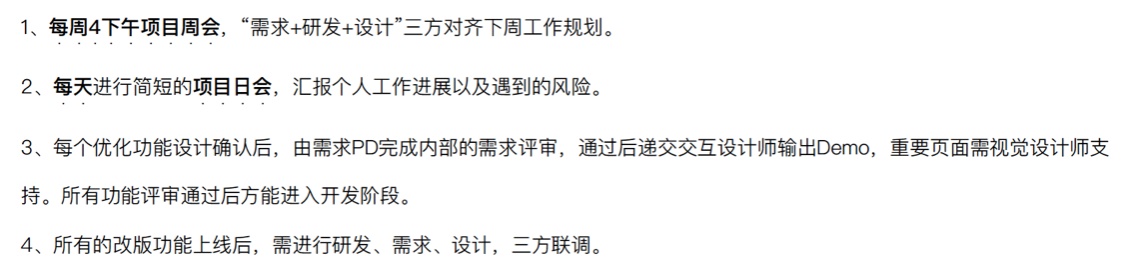 1、每周4下午项目周会，“需求+研发+设计”三方对齐下周工作规划。
2、每天进行简短的项目日会，汇报个人工作进展以及遇到的风险。
3、每个优化功能设计确认后，由需求PD完成内部的需求评审，通过后递交交互设计师输出Demo，重要页面需视觉设计师支
持。所有功能评审通过后方能进入开发阶段。
4、所有的改版功能上线后，需进行研发、需求、设计，三方联调。